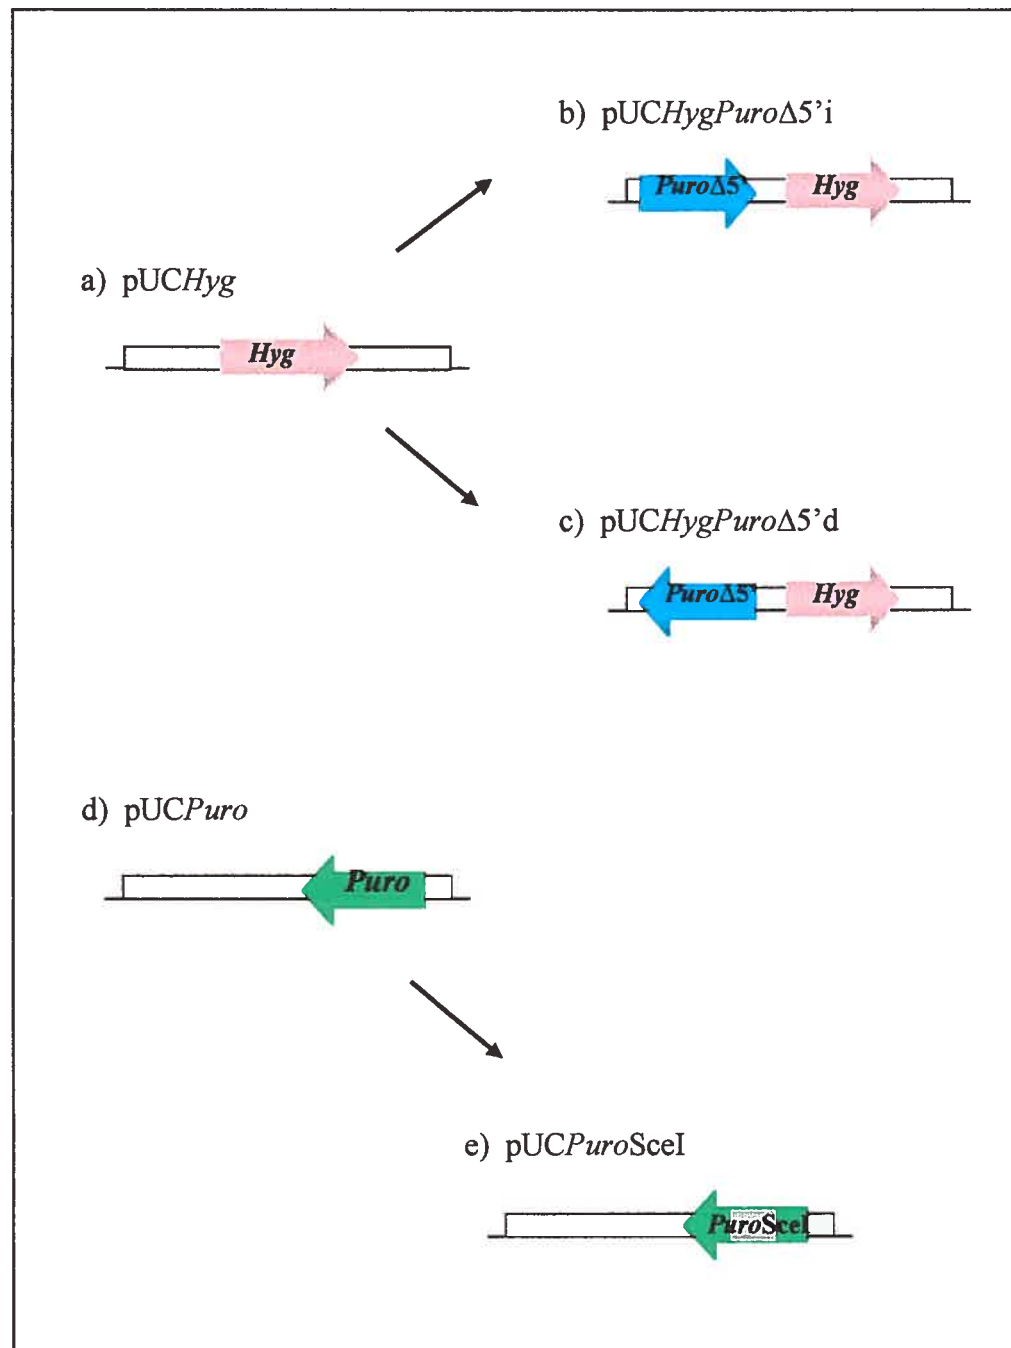 b) pUCHygPuroΔ5’i
PuroΔ5’ Hyg
a) pUCHyg
Hyg
c) pUCHygPuroΔ5’d
PuroΔ5’ Hyg
d) pUCPuro
Puro
e) pUCPuroSceI
PuroSceI